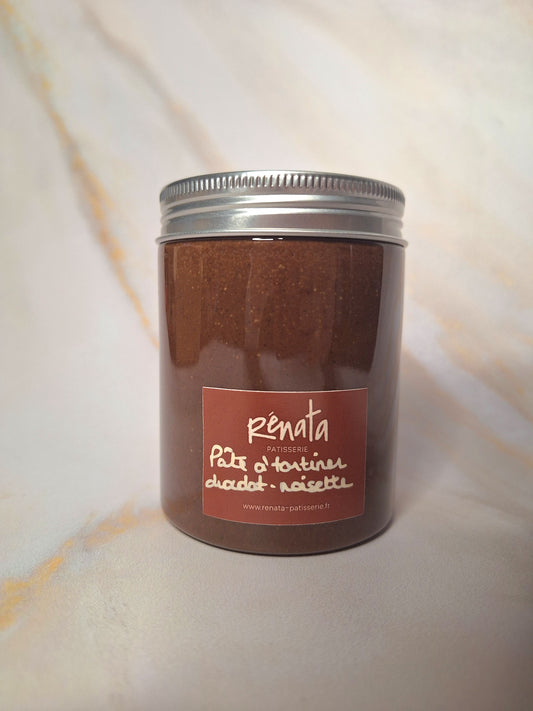 Rénata
PATISSERIE
Pâte à tartiner
chocolat-noisette
www.renata-patisserie.fr